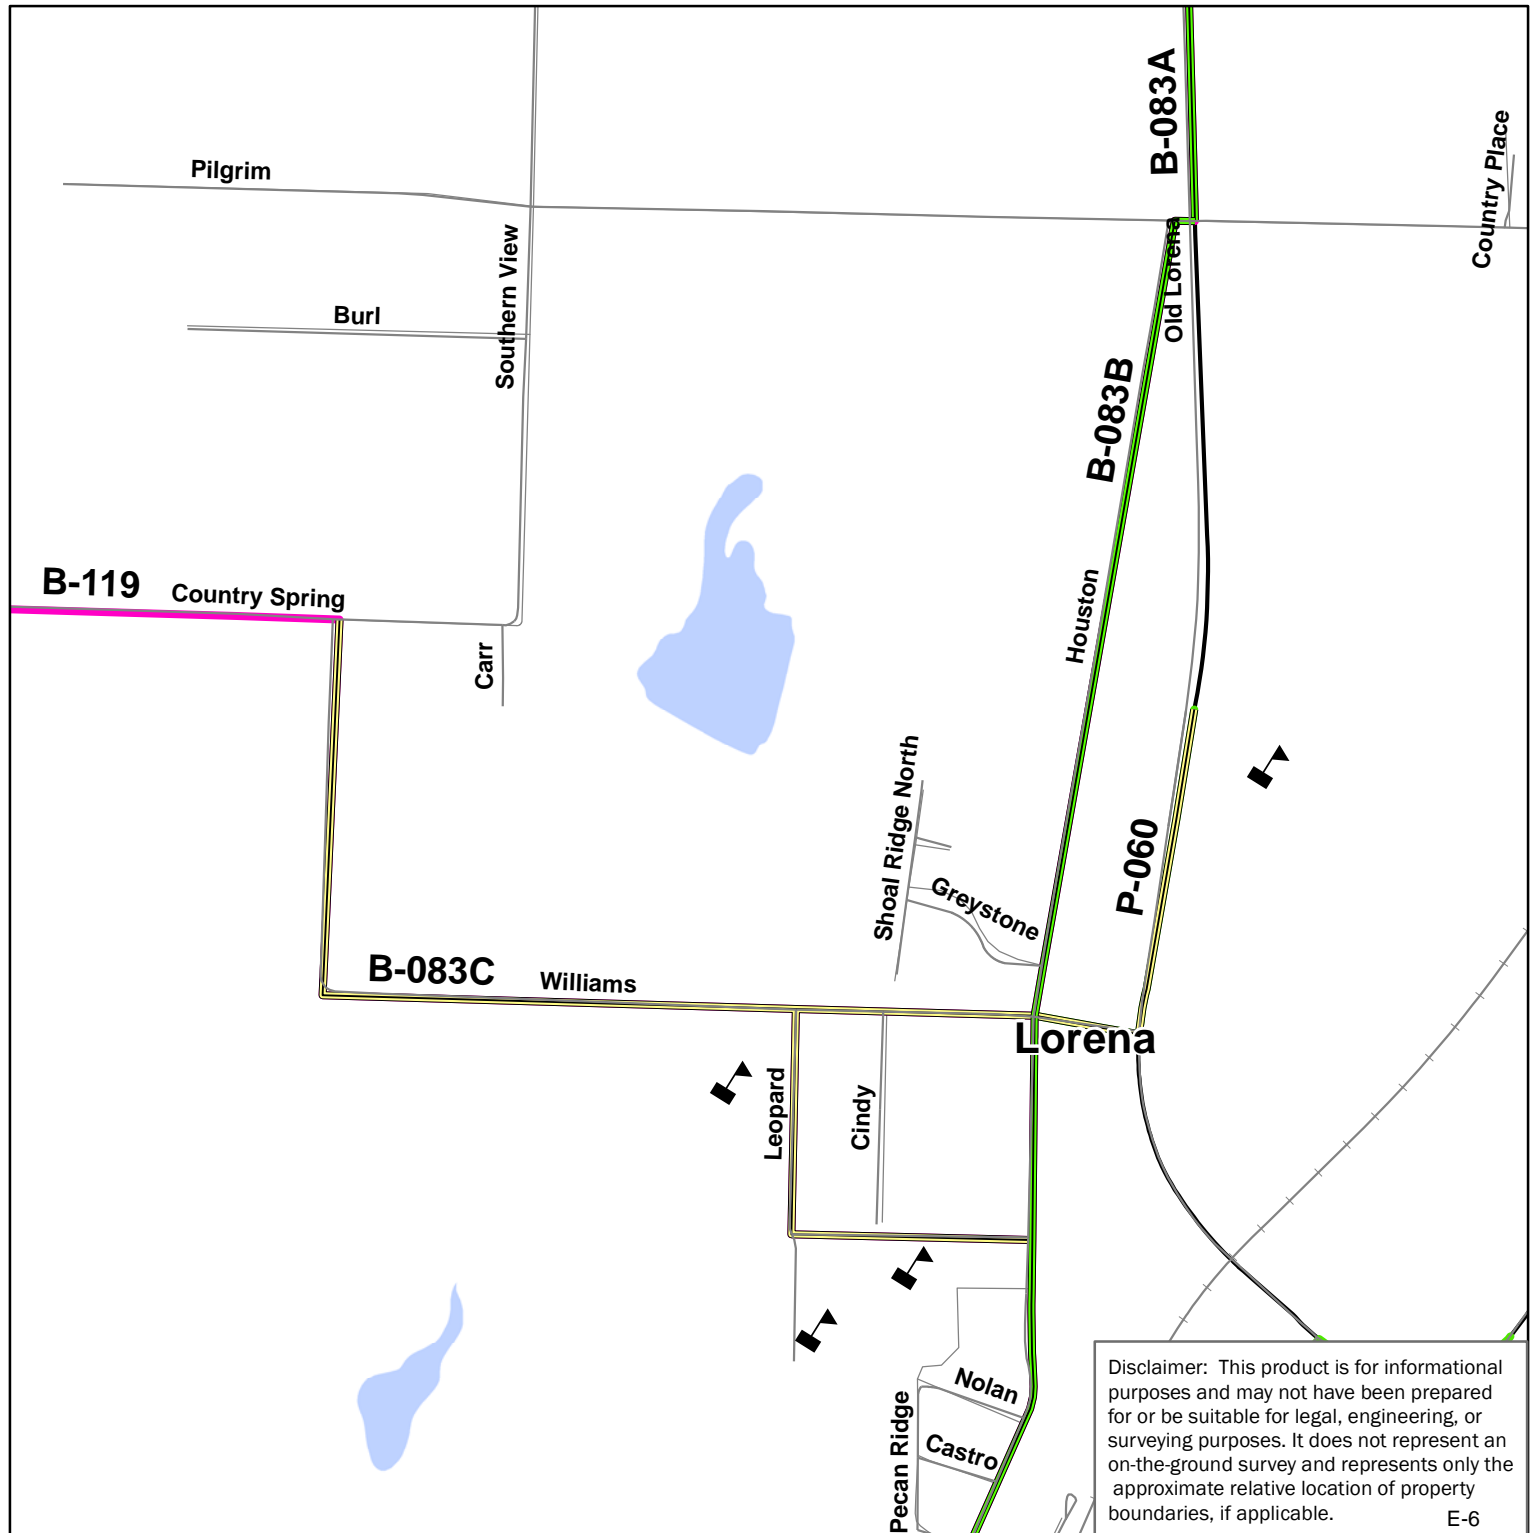 B-083A
Country Place
Pilgrim
Southern View
Old Lorena
Burl
B-083B
B-119
Country Spring
Houston
Carr
Shoal Ridge North
P-060
Greystone
B-083C
Williams
Lorena
Leopard
Cindy
Nolan
Pecan Ridge
Castro
Disclaimer: This product is for informational
purposes and may not have been prepared
for or be suitable for legal, engineering, or
surveying purposes. It does not represent an
on-the-ground survey and represents only the
approximate relative location of property
boundaries, if applicable.
E-6